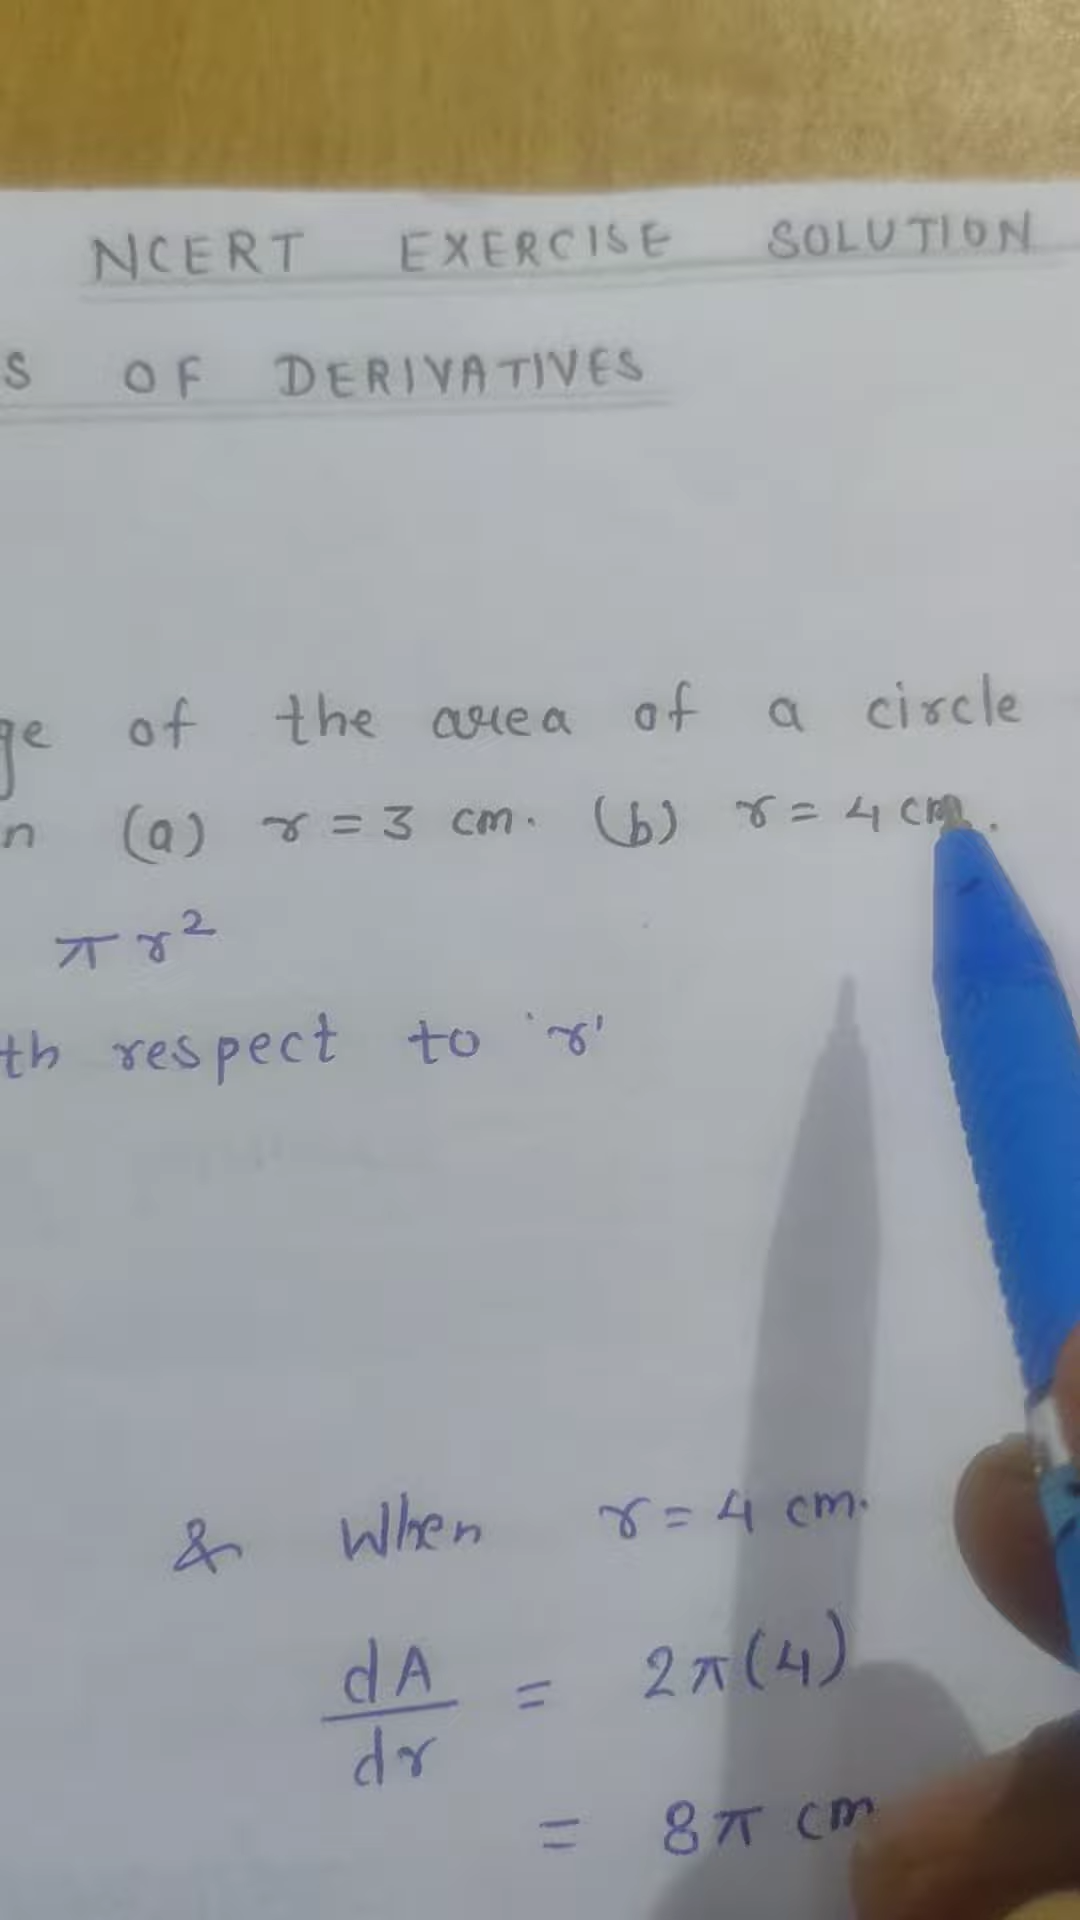 NCERT EXERCISE SOLUTION
S OF DERIVATIVES
ge of the area of a circle
n (a) r = 3 cm. (b) r = 4 cm.
πr²
th respect to 'r'
& When r = 4 cm.
dA/dr = 2π(4)
= 8π cm